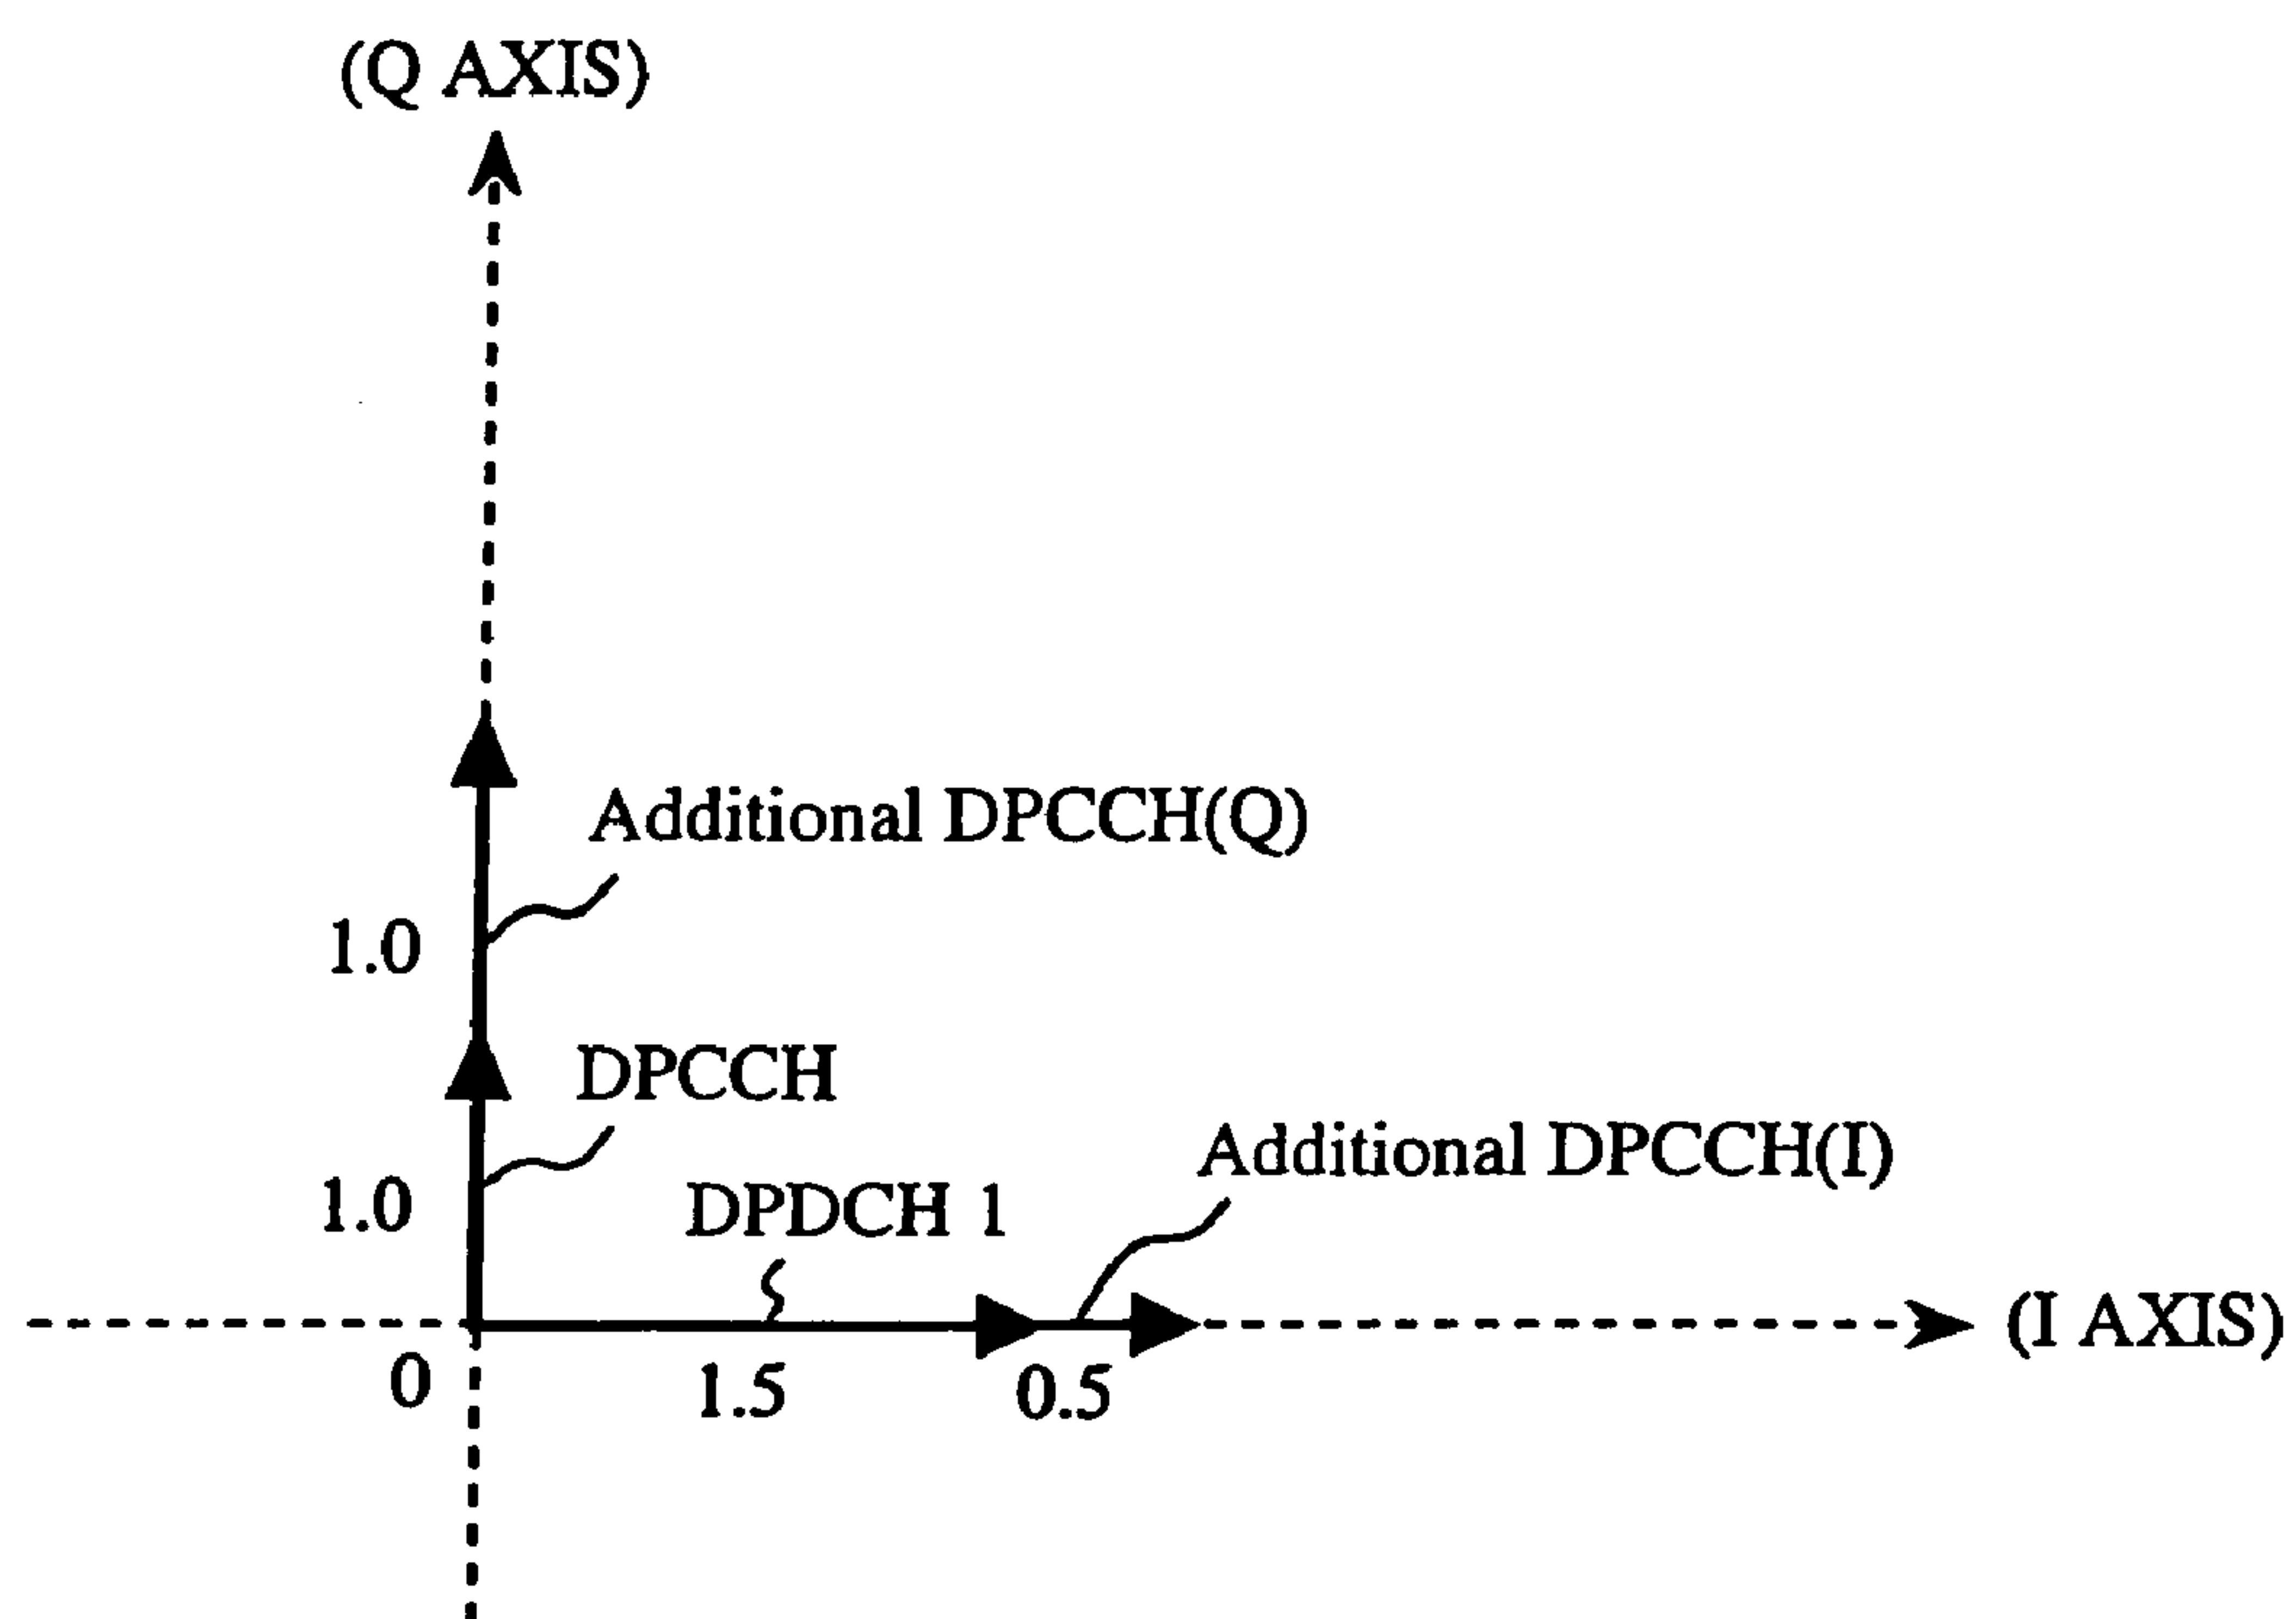 (Q AXIS)
Additional DPCCH(Q)
1.0
DPCCH
Additional DPCCH(I)
1.0
DPDCH 1
(I AXIS)
0
1.5
0.5